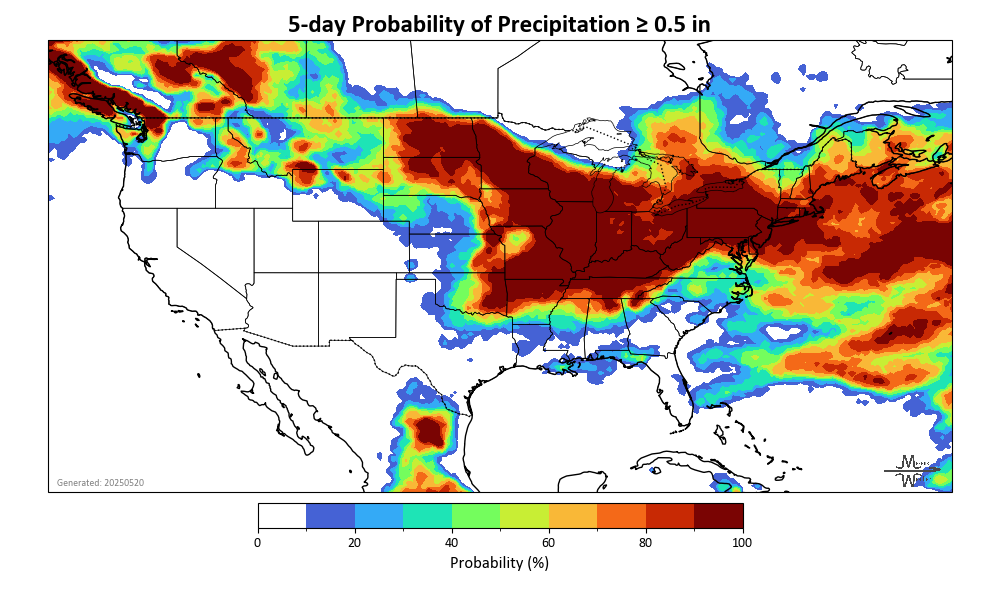 5-day Probability of Precipitation ≥ 0.5 in
Generated: 20250520
0 20 40 60 80 100
Probability (%)